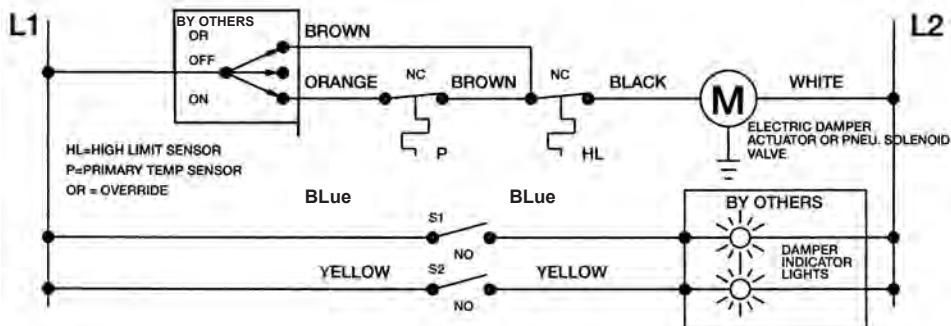 L1
L2
BY OTHERS
OR
OFF
ON
BROWN
ORANGE
NC
BROWN
NC
BLACK
M
WHITE
P
HL
ELECTRIC DAMPER
ACTUATOR OR PNEU. SOLENOID
VALVE
HL=HIGH LIMIT SENSOR
P=PRIMARY TEMP SENSOR
OR = OVERRIDE
BLue
BLue
BY OTHERS
S1
NO
DAMPER
INDICATOR
LIGHTS
YELLOW
S2
YELLOW
NO